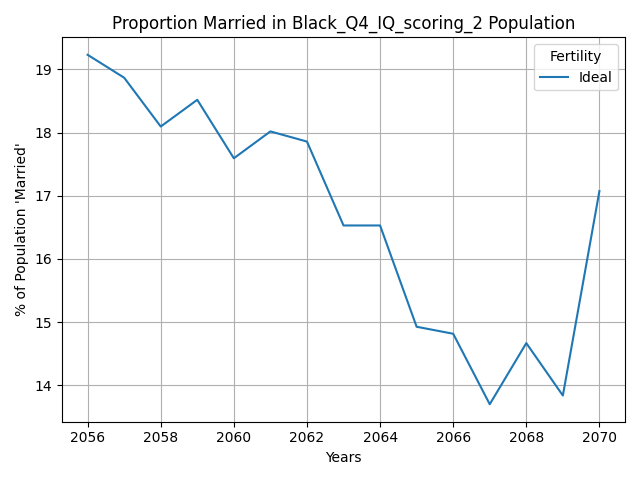 Proportion Married in Black_Q4_IQ_scoring_2 Population
Fertility
Ideal
% of Population 'Married'
19
18
17
16
15
14
2056 2058 2060 2062 2064 2066 2068 2070
Years